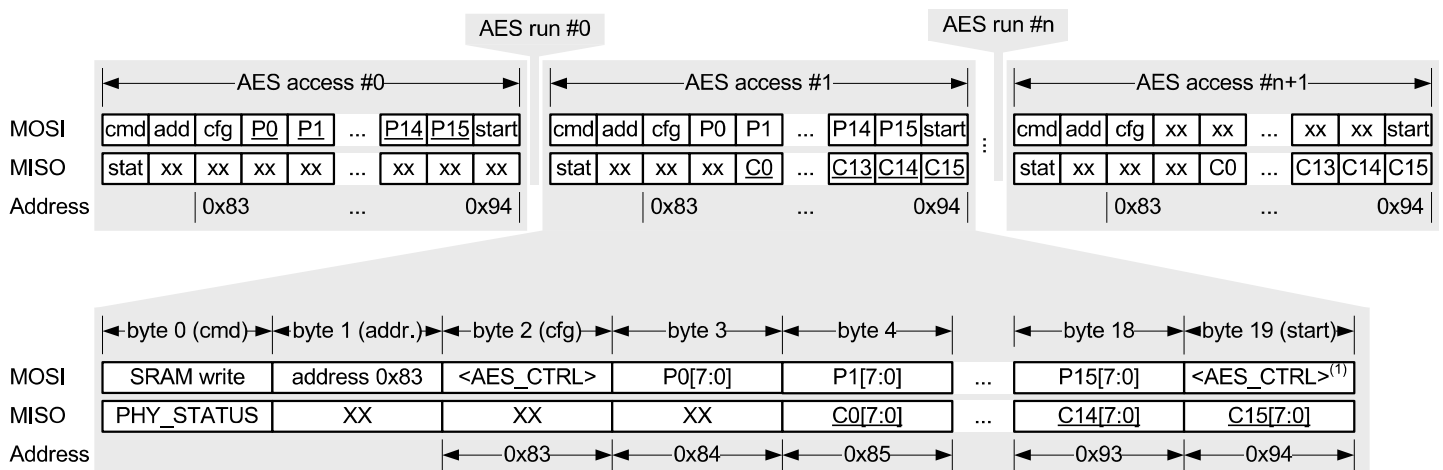 AES run #0 AES run #n
AES access #0 AES access #1 AES access #n+1
MOSI cmd add cfg P0 P1 ... P14 P15 start cmd add cfg P0 P1 ... P14 P15 start ... cmd add cfg xx xx ... xx xx start
MISO stat xx xx xx xx ... xx xx xx stat xx xx xx C0 ... C13 C14 C15 stat xx xx xx C0 ... C13 C14 C15
Address 0x83 ... 0x94 0x83 ... 0x94 0x83 ... 0x94
byte 0 (cmd) byte 1 (addr.) byte 2 (cfg) byte 3 byte 4 byte 18 byte 19 (start)
MOSI SRAM write address 0x83 <AES_CTRL> P0[7:0] P1[7:0] ... P15[7:0] <AES_CTRL>(1)
MISO PHY_STATUS XX XX XX C0[7:0] ... C14[7:0] C15[7:0]
Address 0x83 0x84 0x85 0x93 0x94